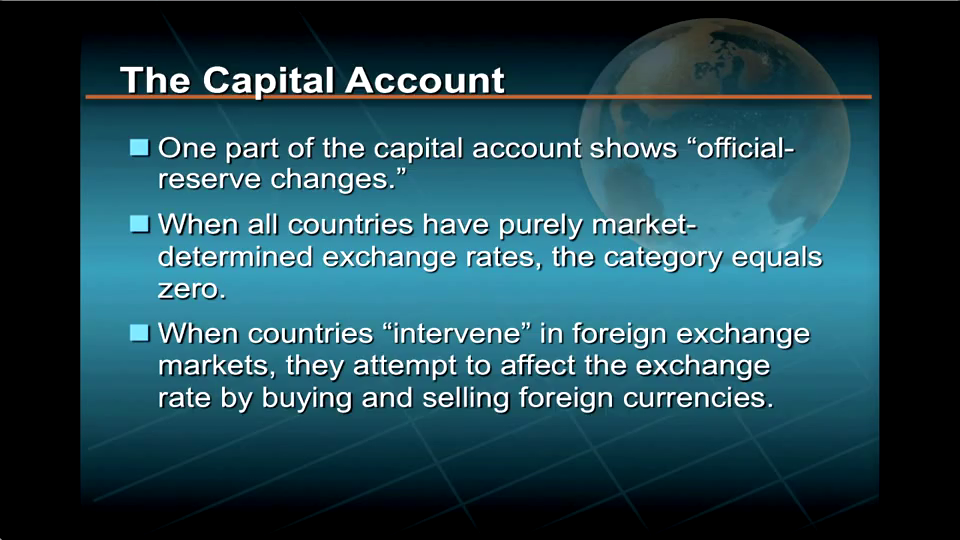 The Capital Account
One part of the capital account shows “official-
reserve changes.”
When all countries have purely market-
determined exchange rates, the category equals
zero.
When countries “intervene” in foreign exchange
markets, they attempt to affect the exchange
rate by buying and selling foreign currencies.